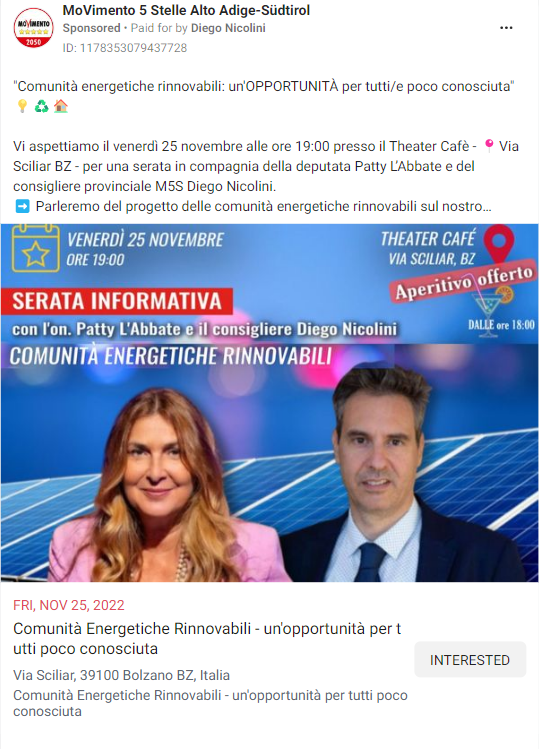 MoVimento 5 Stelle Alto Adige-Südtirol
Sponsored • Paid for by Diego Nicolini
ID: 1178353079437728
MOVIMENTO
2050
"Comunità energetiche rinnovabili: un'OPPORTUNITÀ per tutti/e poco conosciuta"
Vi aspettiamo il venerdì 25 novembre alle ore 19:00 presso il Theater Cafè - 📍 Via
Sciliar BZ - per una serata in compagnia della deputata Patty L'Abbate e del
consigliere provinciale M5S Diego Nicolini.
➡️ Parleremo del progetto delle comunità energetiche rinnovabili sul nostro...
VENERDÌ 25 NOVEMBRE
ORE 19:00
THEATER CAFÉ
VIA SCILIAR, BZ
Aperitivo offerto
DALLE ore 18:00
SERATA INFORMATIVA
con l'on. Patty L'Abbate e il consigliere Diego Nicolini
COMUNITÀ ENERGETICHE RINNOVABILI
FRI, NOV 25, 2022
Comunità Energetiche Rinnovabili - un'opportunità per t
utti poco conosciuta
Via Sciliar, 39100 Bolzano BZ, Italia
Comunità Energetiche Rinnovabili - un'opportunità per tutti poco
conosciuta
INTERESTED